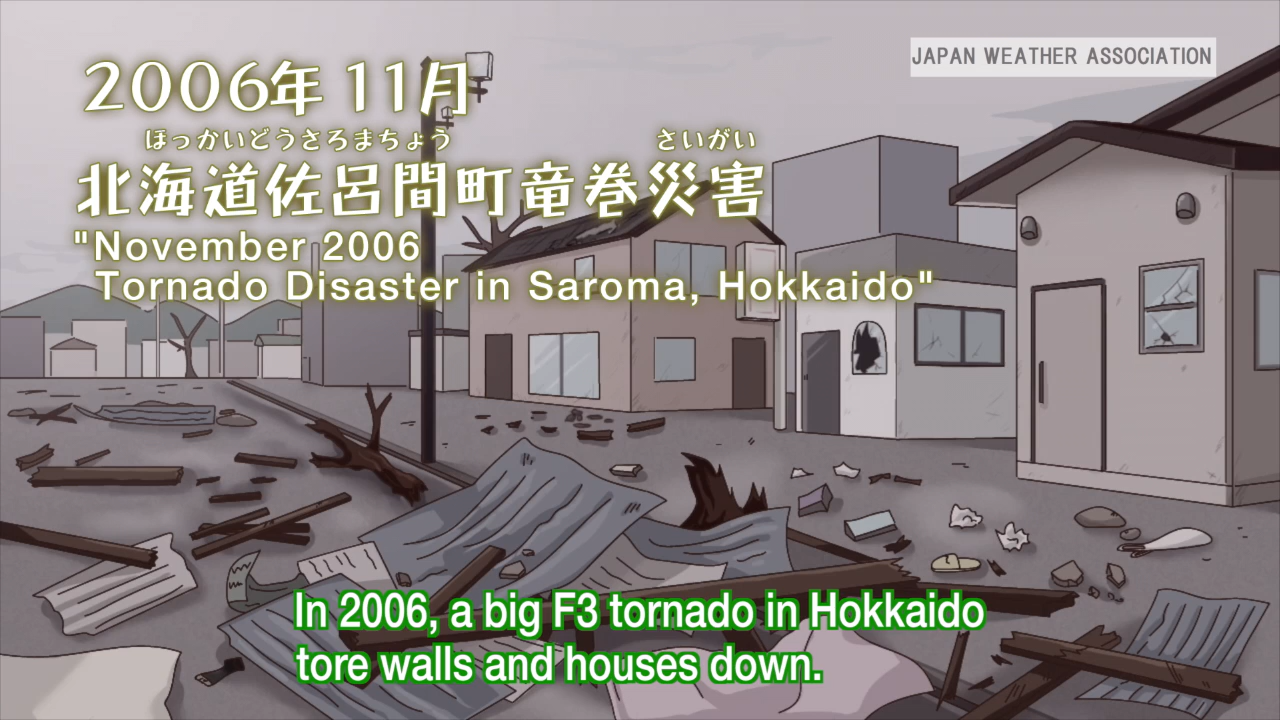 JAPAN WEATHER ASSOCIATION
2006年11月
ほっかいどうさろまちょう さいがい
北海道佐呂間町竜巻災害
"November 2006
Tornado Disaster in Saroma, Hokkaido"
In 2006, a big F3 tornado in Hokkaido
tore walls and houses down.